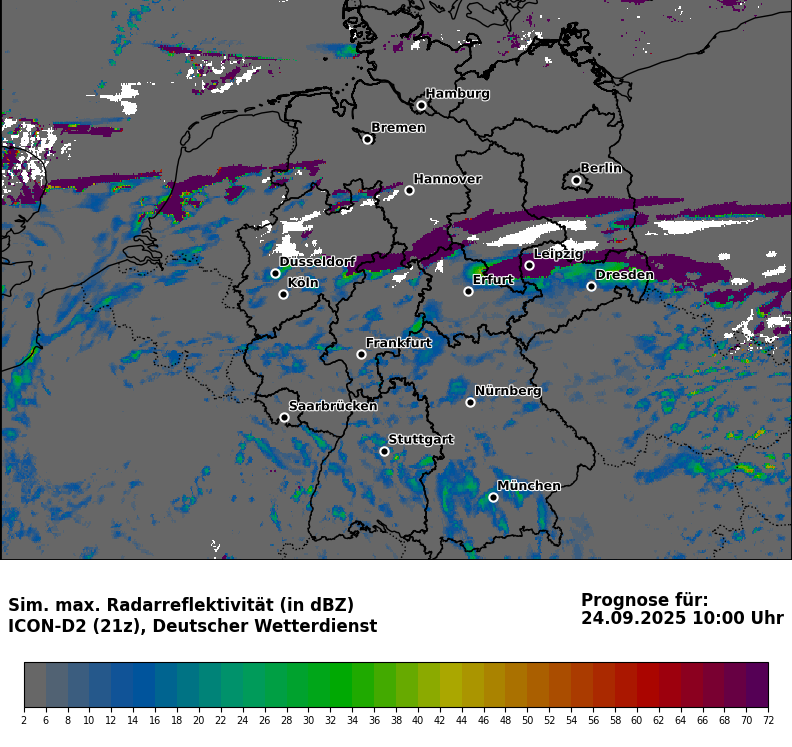 Hamburg
Bremen
Berlin
Hannover
Leipzig
Düsseldorf
Dresden
Köln
Erfurt
Frankfurt
Nürnberg
Saarbrücken
Stuttgart
München
Sim. max. Radarreflektivität (in dBZ)
ICON-D2 (21z), Deutscher Wetterdienst
Prognose für:
24.09.2025 10:00 Uhr
2 6 8 10 12 14 16 18 20 22 24 26 28 30 32 34 36 38 40 42 44 46 48 50 52 54 56 58 60 62 64 66 68 70 72